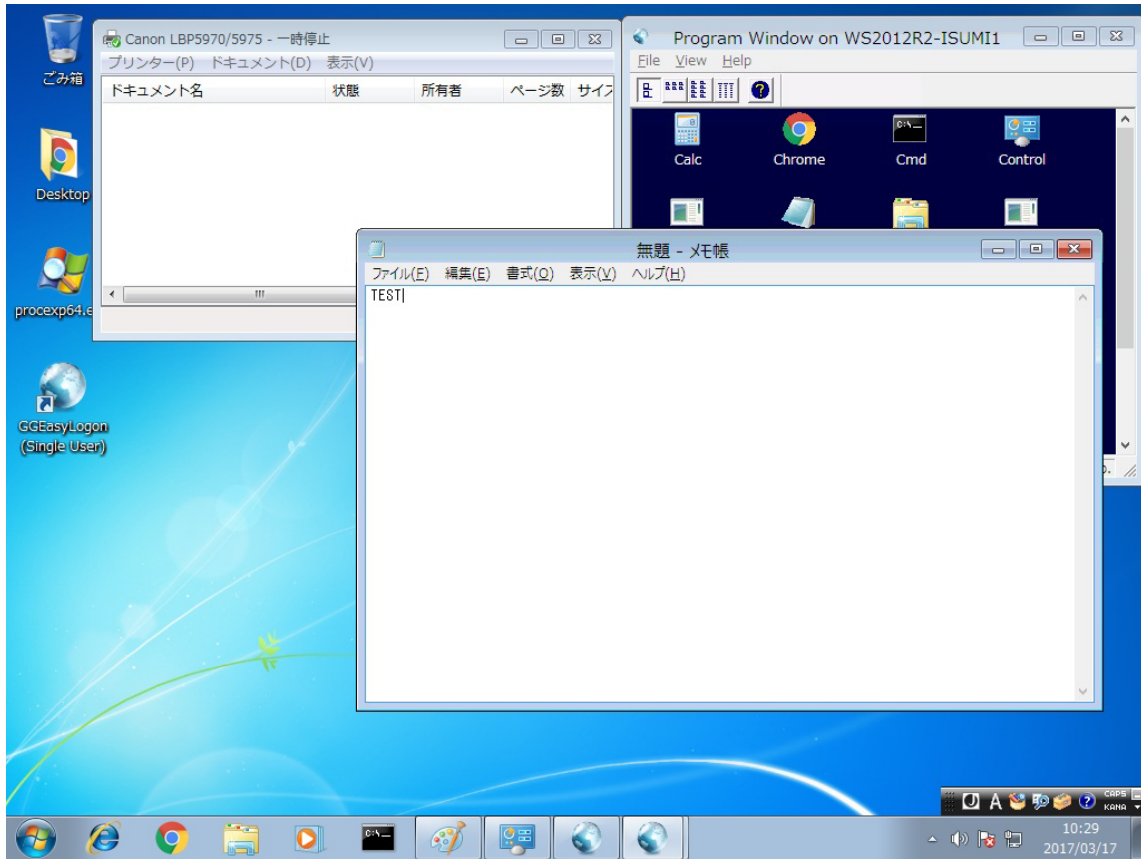 ごみ箱
Desktop
procexp64.e
GGEasyLogon
(Single User)
Canon LBP5970/5975 - 一時停止
プリンター(P) ドキュメント(D) 表示(V)
ドキュメント名 状態 所有者 ページ数 サイズ
Program Window on WS2012R2-ISUMI1
File View Help
Calc Chrome Cmd Control
無題 - メモ帳
ファイル(F) 編集(E) 書式(O) 表示(V) ヘルプ(H)
TEST
A CAPS
KANA
10:29
2017/03/17